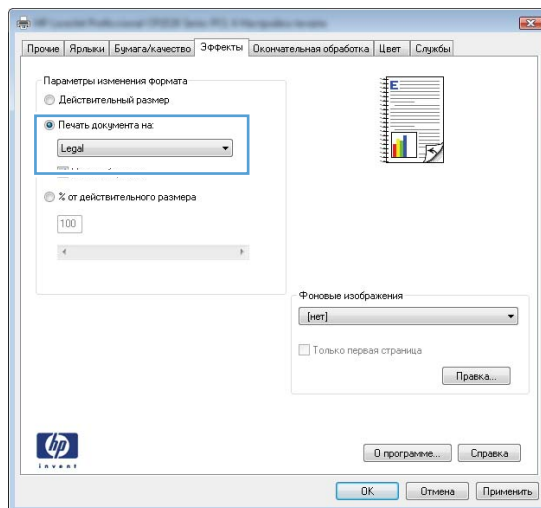 Прочие Ярлыки Бумага/качество Эффекты Окончательная обработка Цвет Службы
Параметры изменения формата
Действительный размер
Печать документа на:
Legal
% от действительного размера
100
E
Фоновые изображения
[нет]
Только первая страница
Правка...
hp
invent
О программе... Справка
OK Отмена Применить